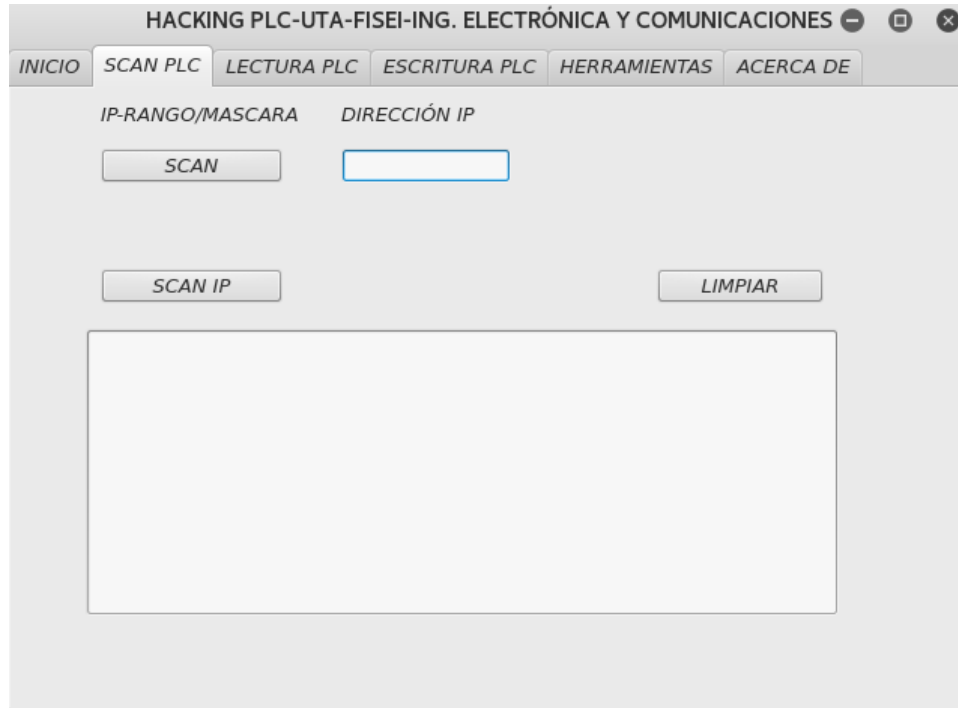 HACKING PLC-UTA-FISEI-ING. ELECTRÓNICA Y COMUNICACIONES
INICIO SCAN PLC LECTURA PLC ESCRITURA PLC HERRAMIENTAS ACERCA DE
IP-RANGO/MASCARA DIRECCIÓN IP
SCAN
SCAN IP LIMPIAR